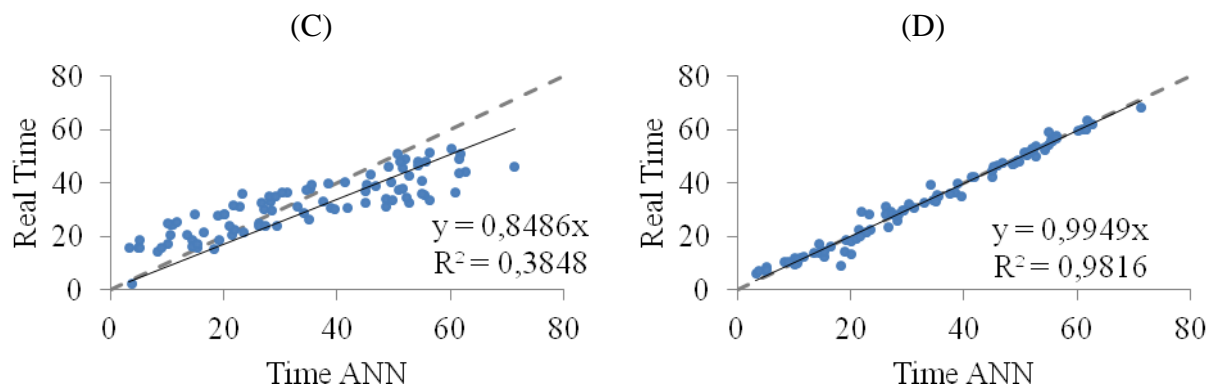 (C)
80
60
40
20
0
Real Time
y = 0,8486x
R² = 0,3848
0 20 40 60 80
Time ANN
(D)
80
60
40
20
0
Real Time
y = 0,9949x
R² = 0,9816
0 20 40 60 80
Time ANN